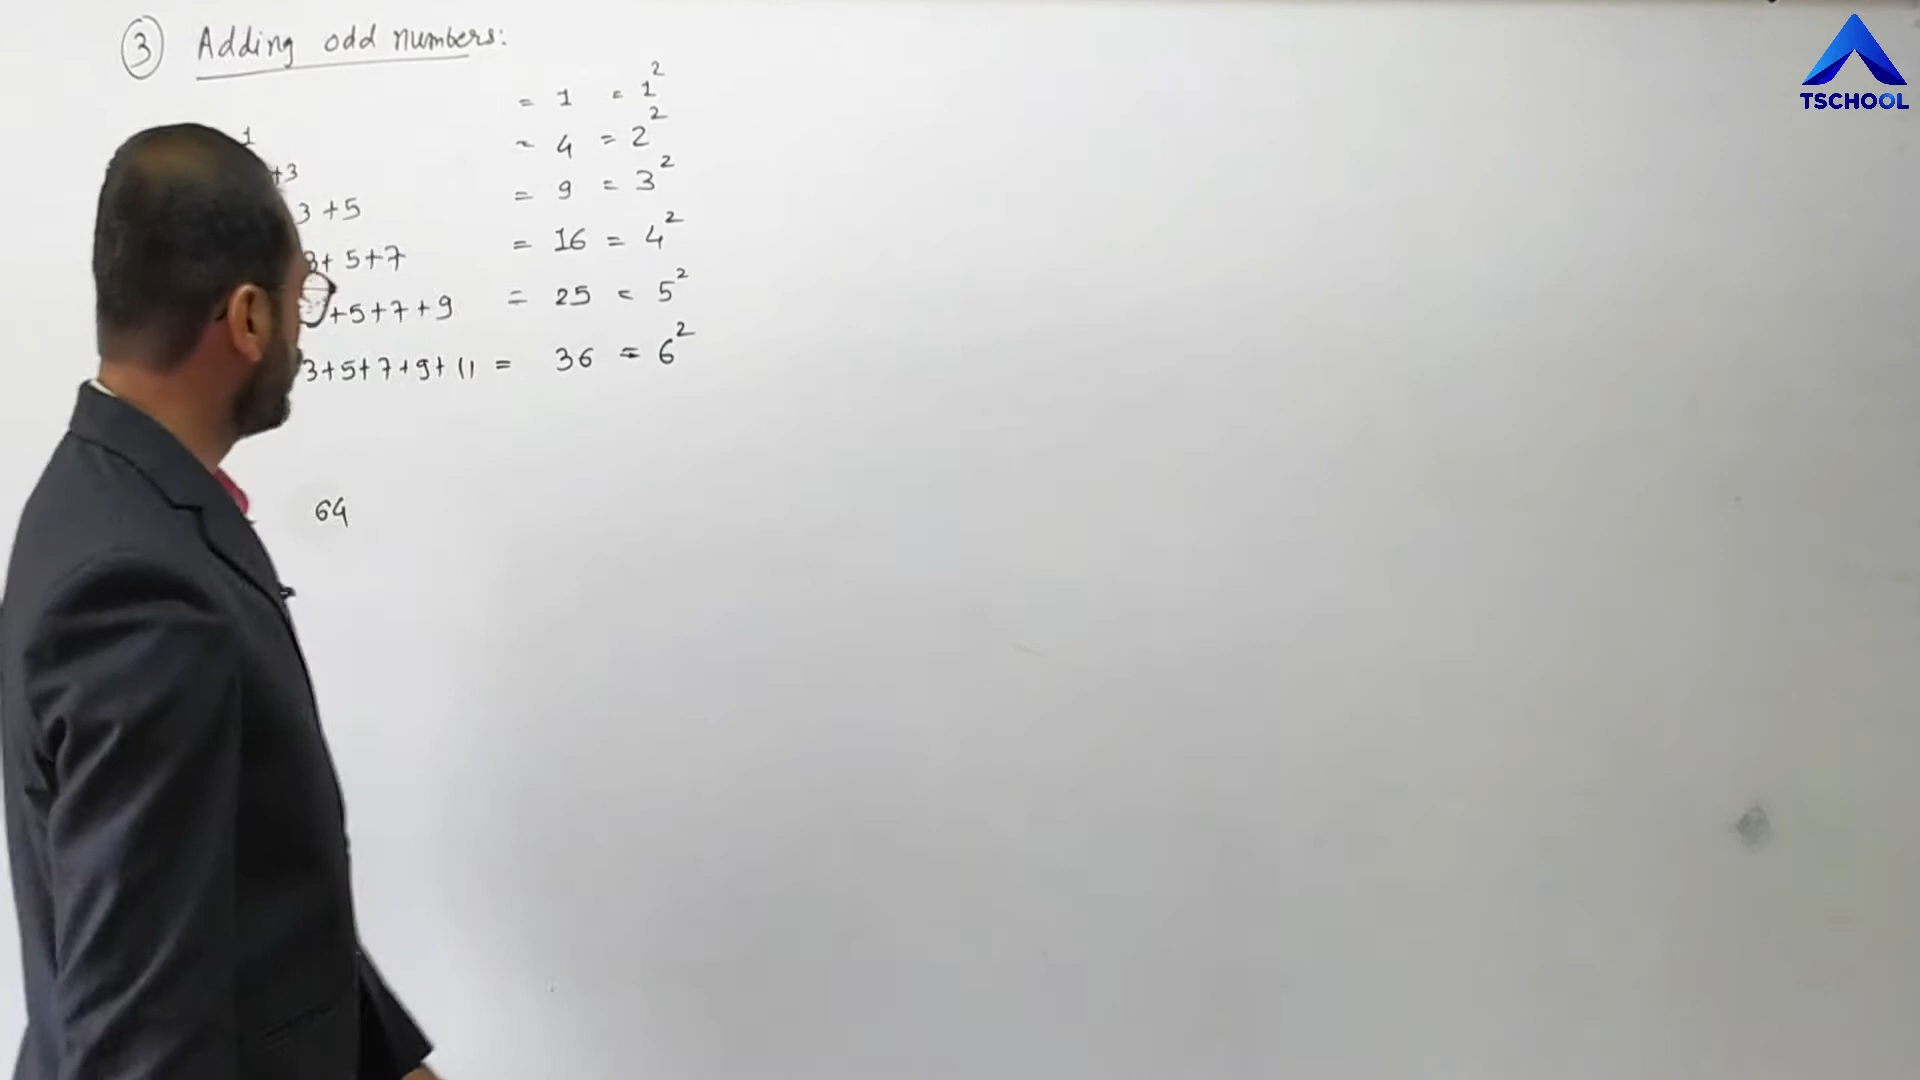 3 Adding odd numbers:
1 = 1 = 1²
+3 = 4 = 2²
3 + 5 = 9 = 3²
3 + 5 + 7 = 16 = 4²
+ 5 + 7 + 9 = 25 = 5²
3 + 5 + 7 + 9 + 11 = 36 = 6²
64
TSCHOOL